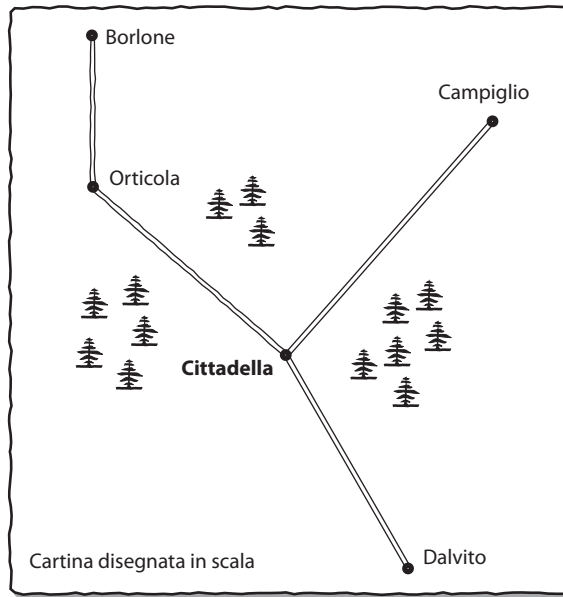 Borlone
Campiglio
Orticola
Cittadella
Cartina disegnata in scala
Dalvito